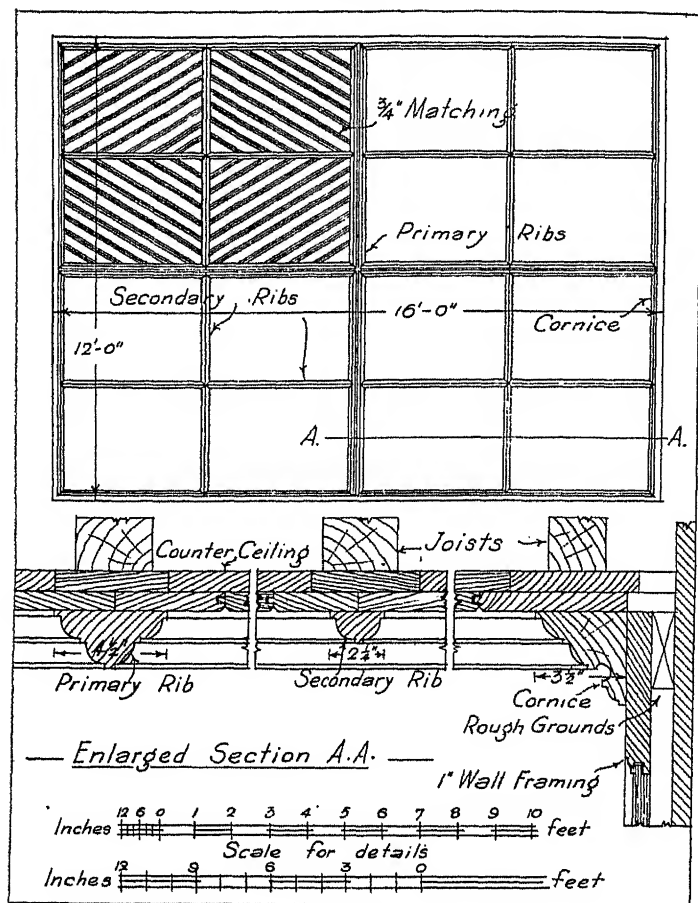 3/4" Matching
Primary Ribs
Secondary Ribs
16'-0"
Cornice
12'-0"
A. A.
Counter Ceiling
Joists
4 1/2"
2 1/4"
3 1/2"
Primary Rib
Secondary Rib
Cornice
Rough Grounds
Enlarged Section A.A.
1" Wall Framing
12 6 0 1 2 3 4 5 6 7 8 9 10
Inches feet
Scale for details
12 9 6 3 0
Inches feet